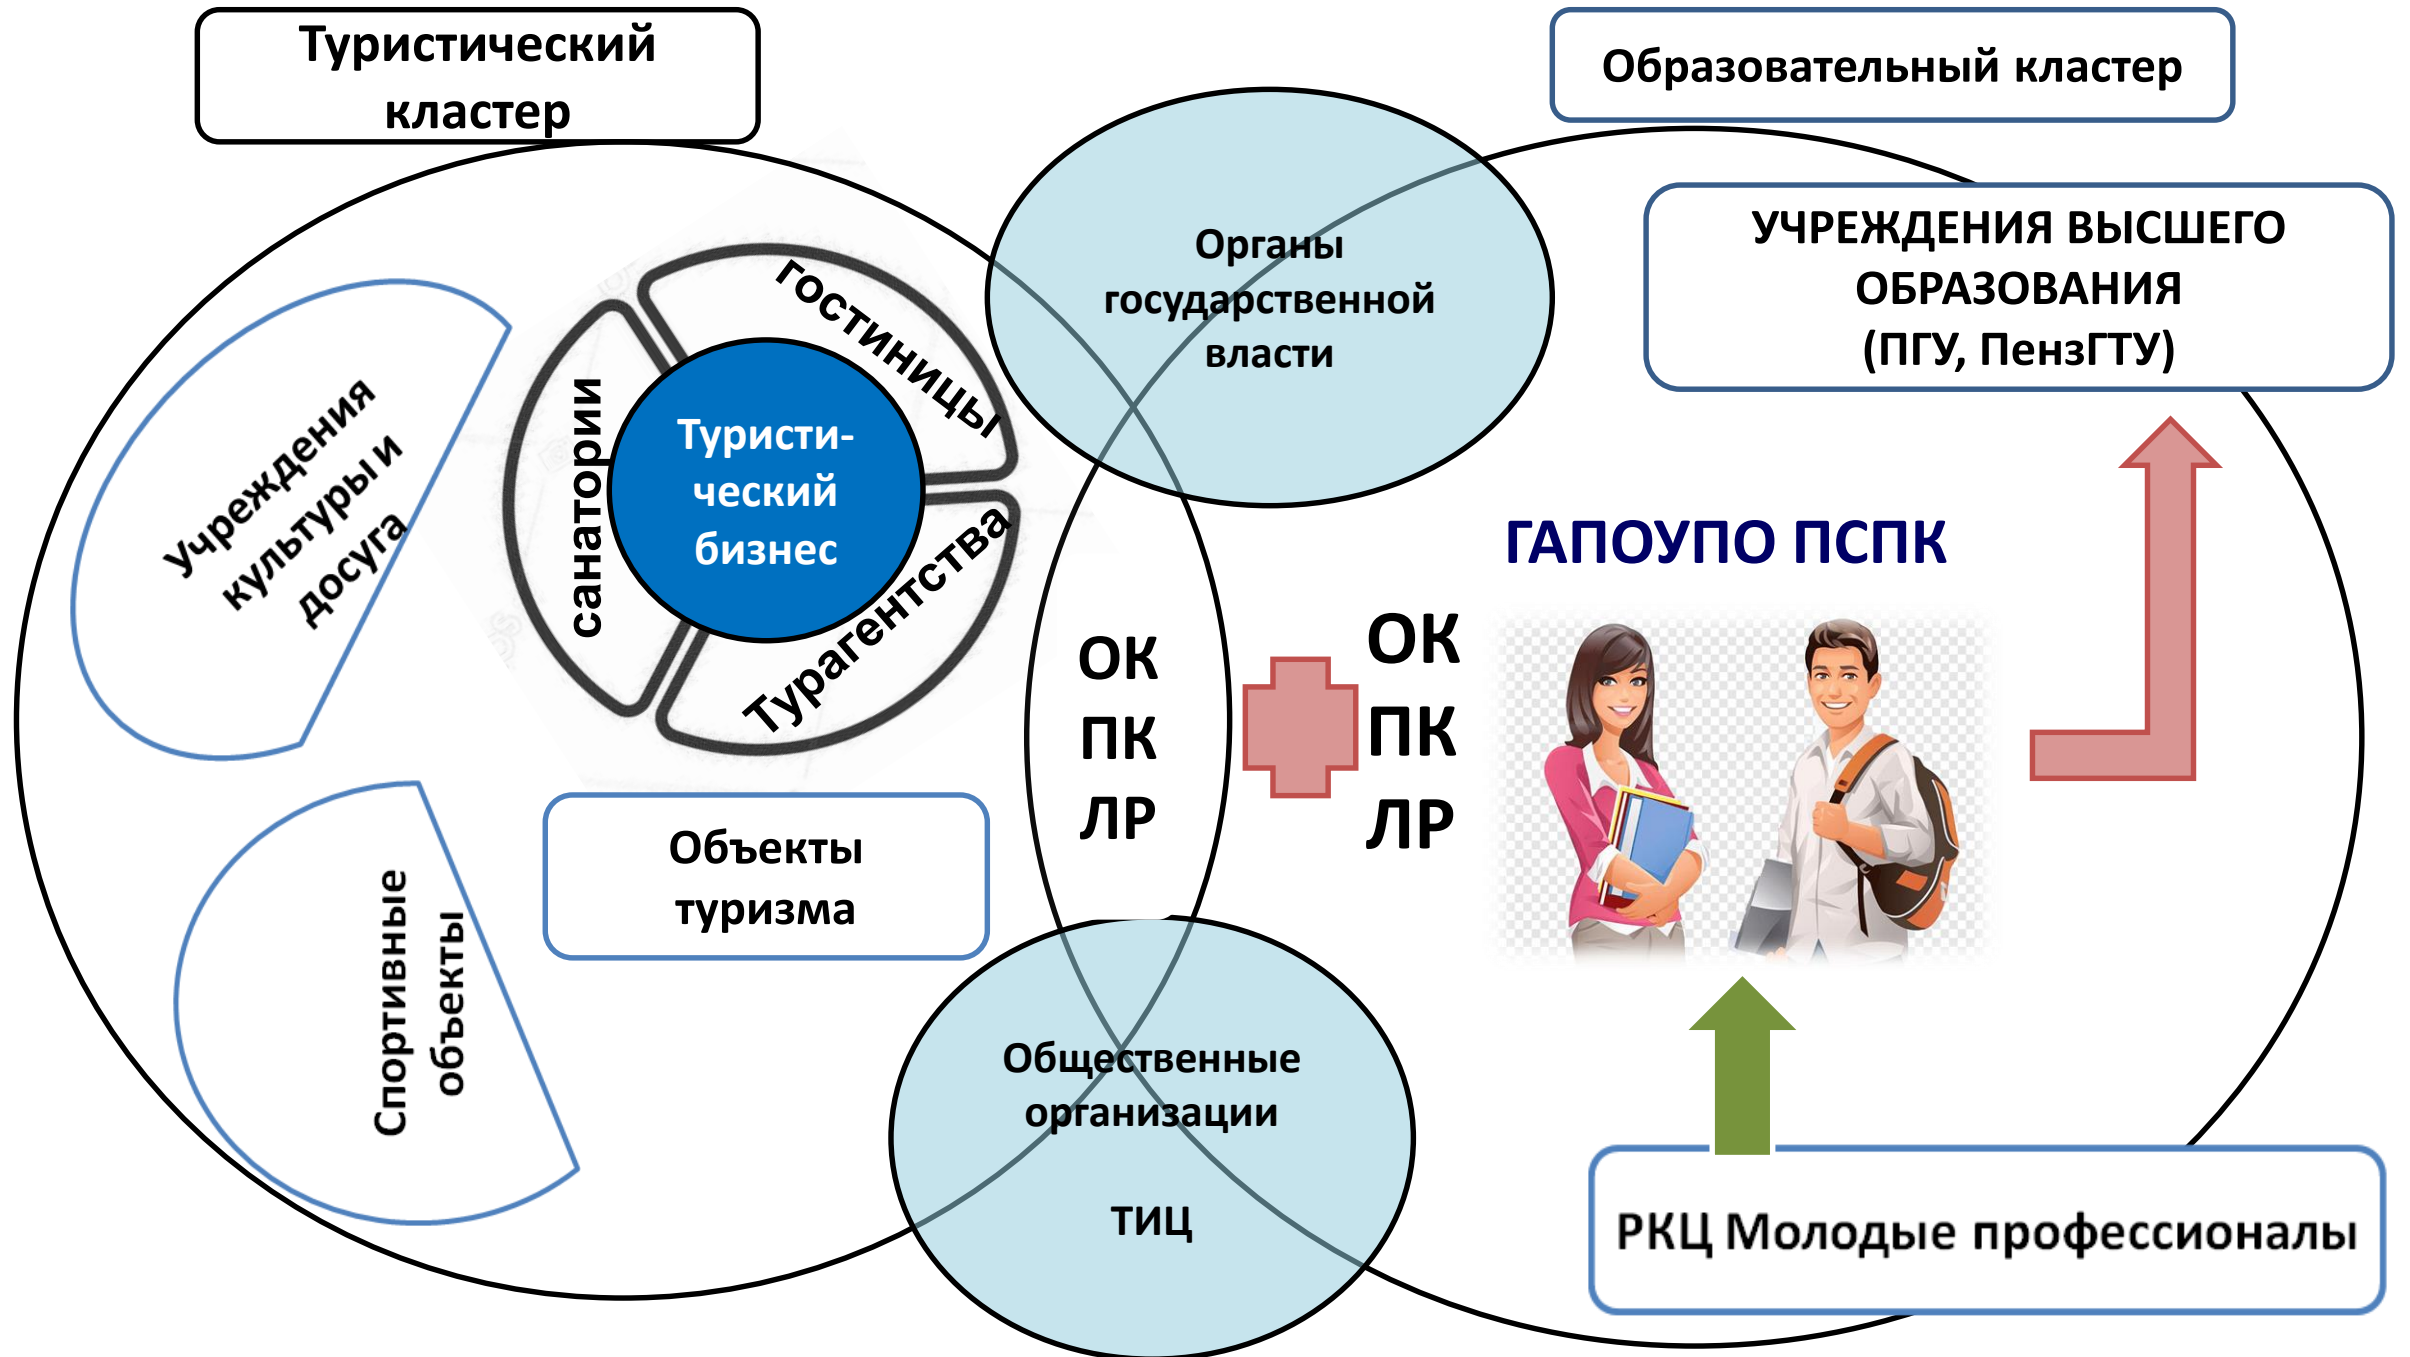 Туристический
кластер
Образовательный кластер
Органы
государственной
власти
УЧРЕЖДЕНИЯ ВЫСШЕГО
ОБРАЗОВАНИЯ
(ПГУ, ПензГТУ)
Учреждения
культуры и
досуга
гостиницы
санатории
Турагентства
Туристи-
ческий
бизнес
ГАПОУПО ПСПК
ОК
ПК
ЛР
ОК
ПК
ЛР
Объекты
туризма
Спортивные
объекты
Общественные
организации
ТИЦ
РКЦ Молодые профессионалы